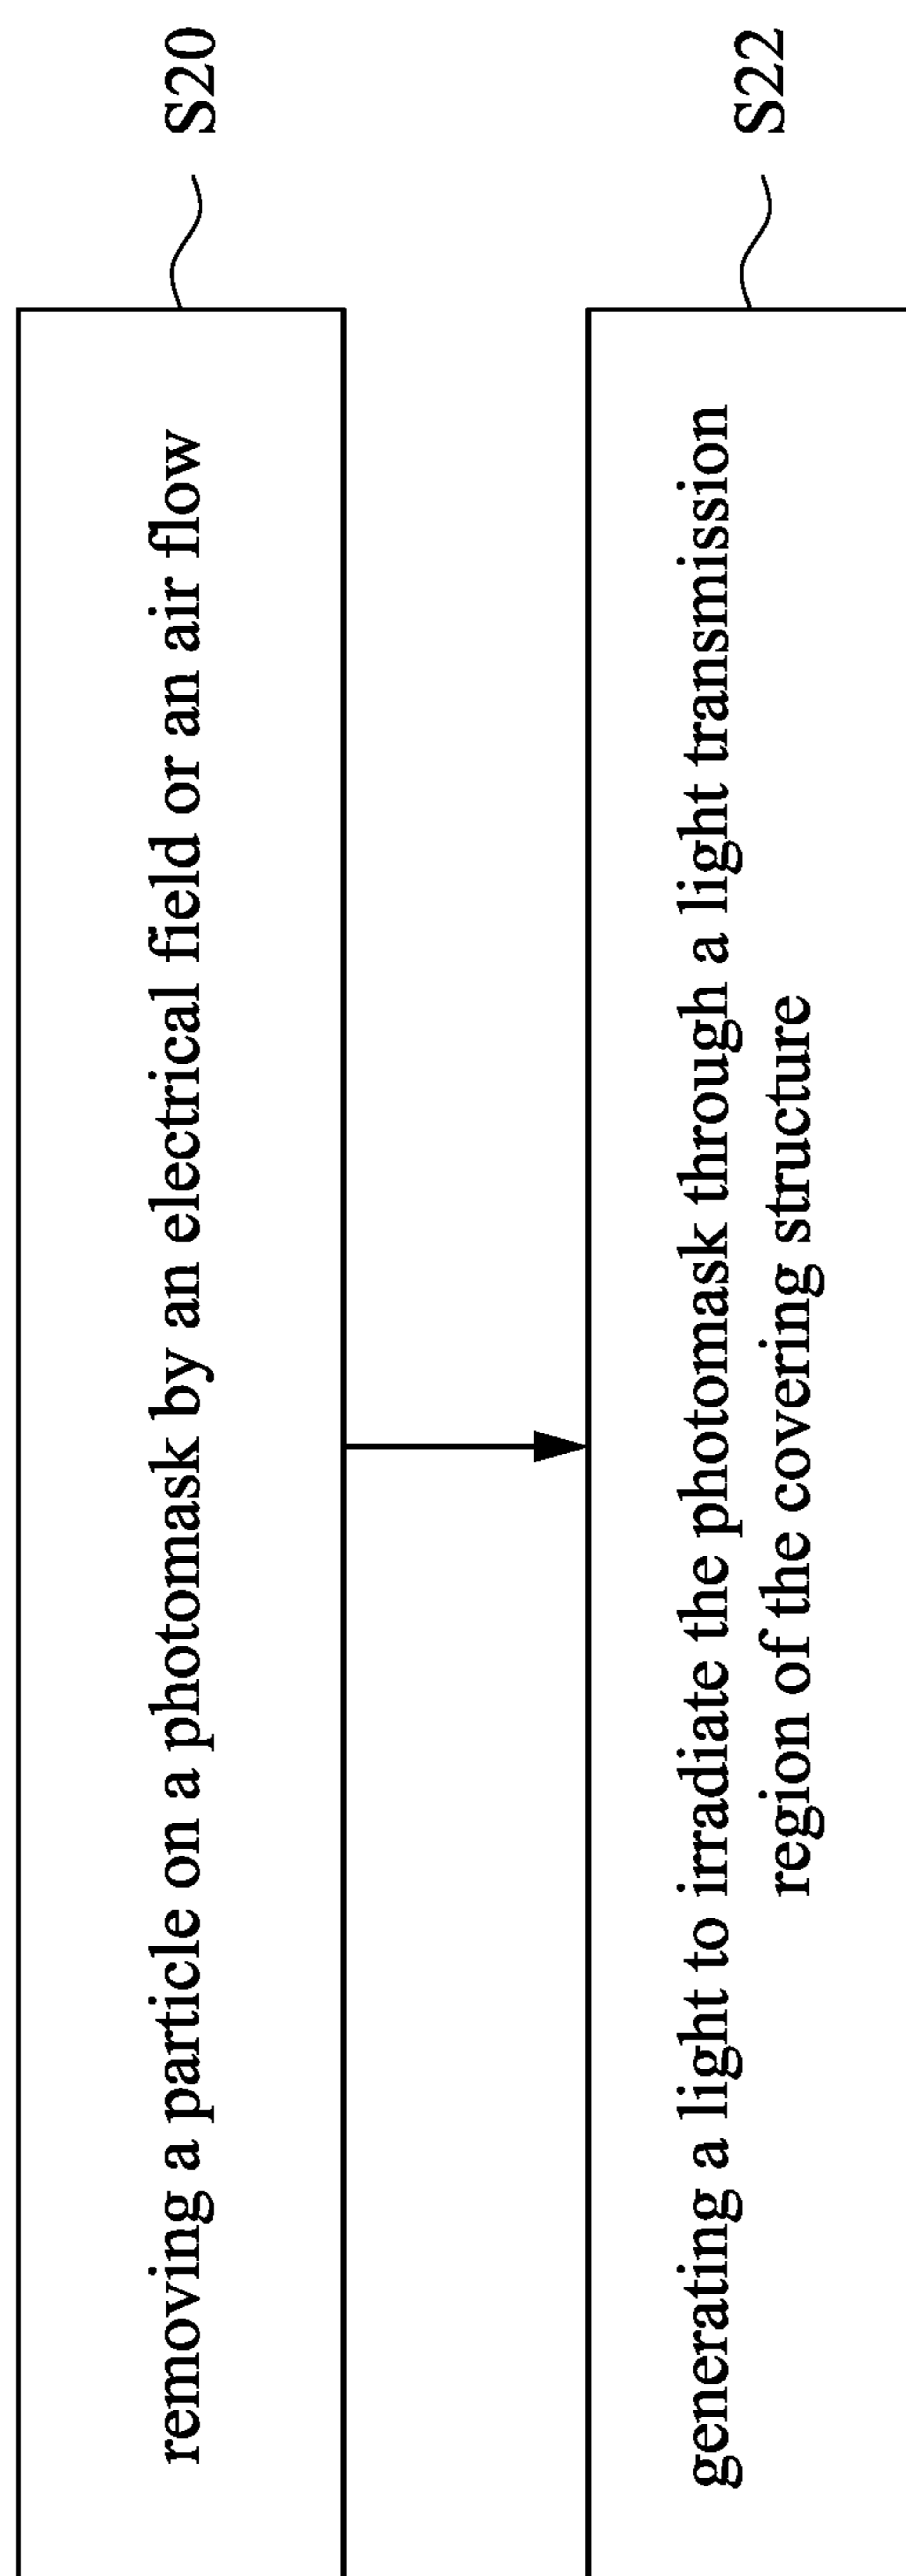 removing a particle on a photomask by an electrical field or an air flow
S20
generating a light to irradiate the photomask through a light transmission
region of the covering structure
S22